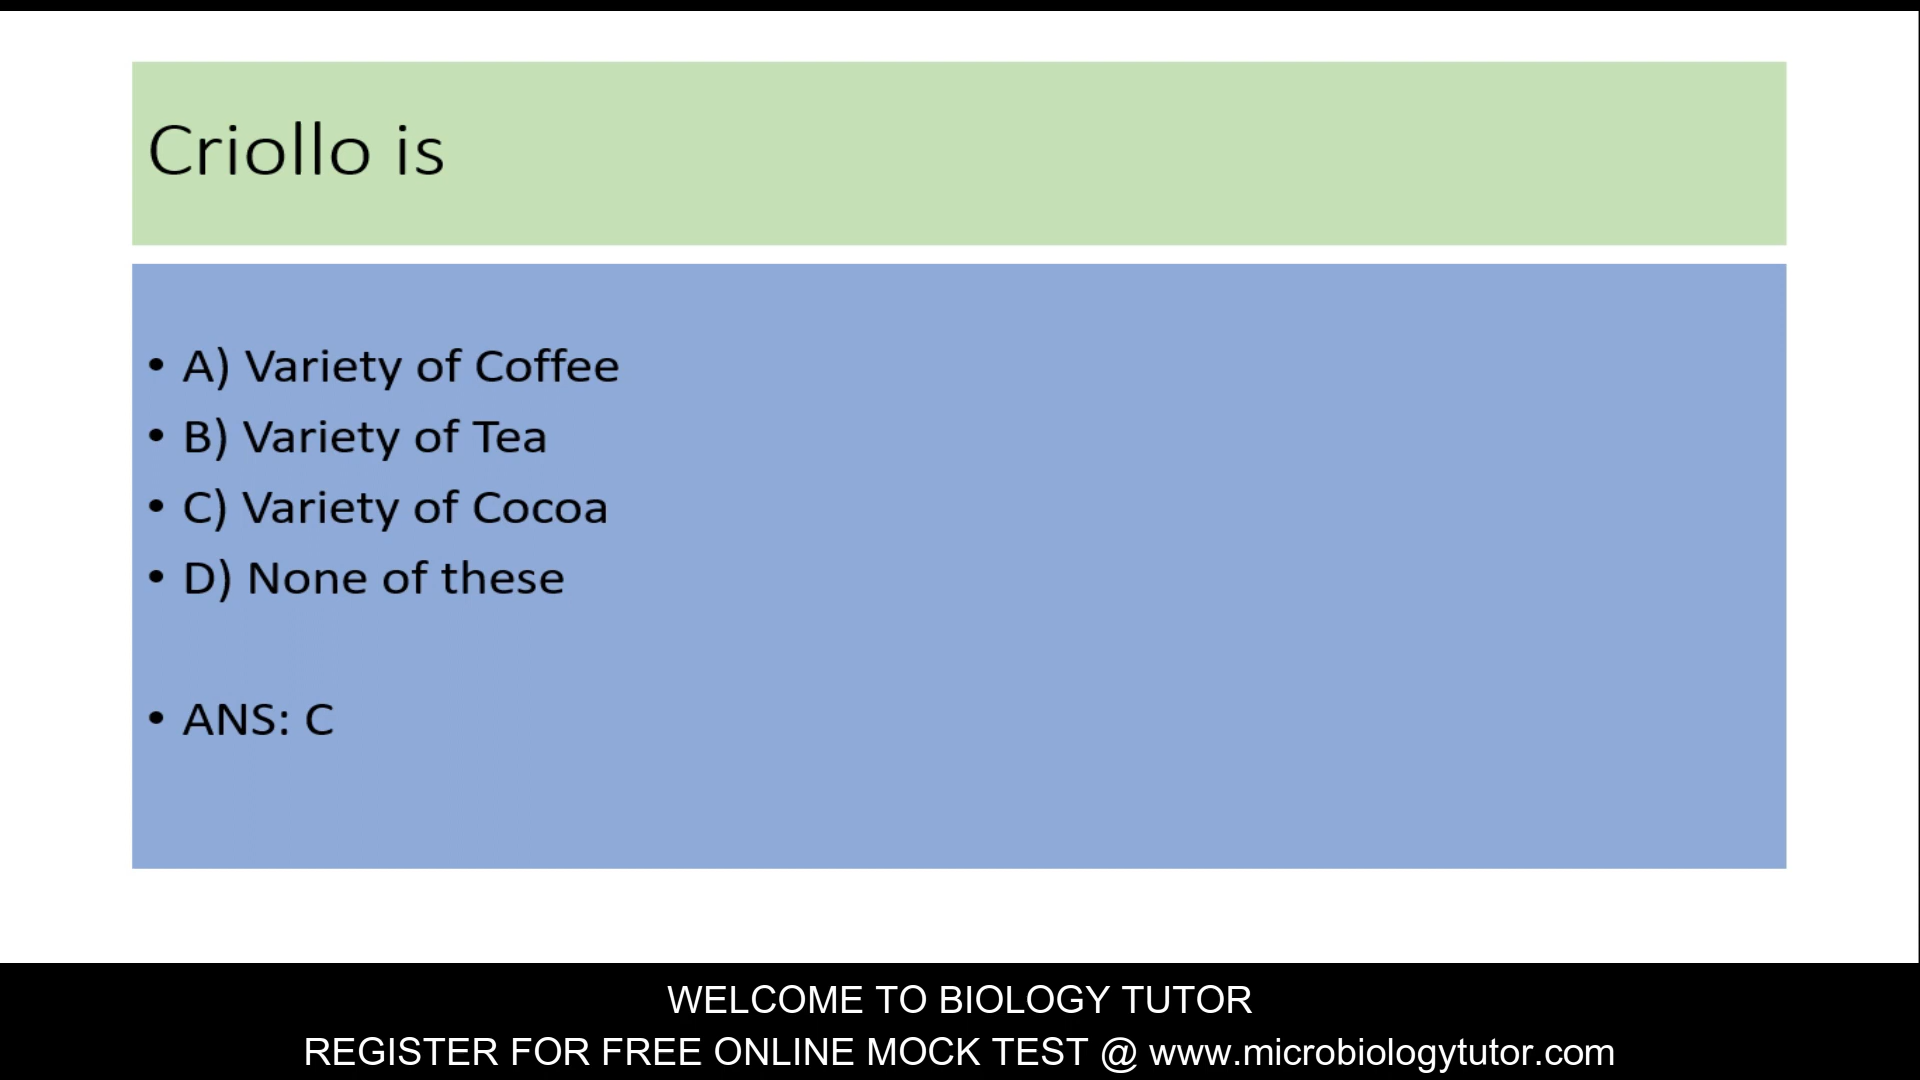 Criollo is
• A) Variety of Coffee
• B) Variety of Tea
• C) Variety of Cocoa
• D) None of these
• ANS: C
WELCOME TO BIOLOGY TUTOR
REGISTER FOR FREE ONLINE MOCK TEST @ www.microbiologytutor.com